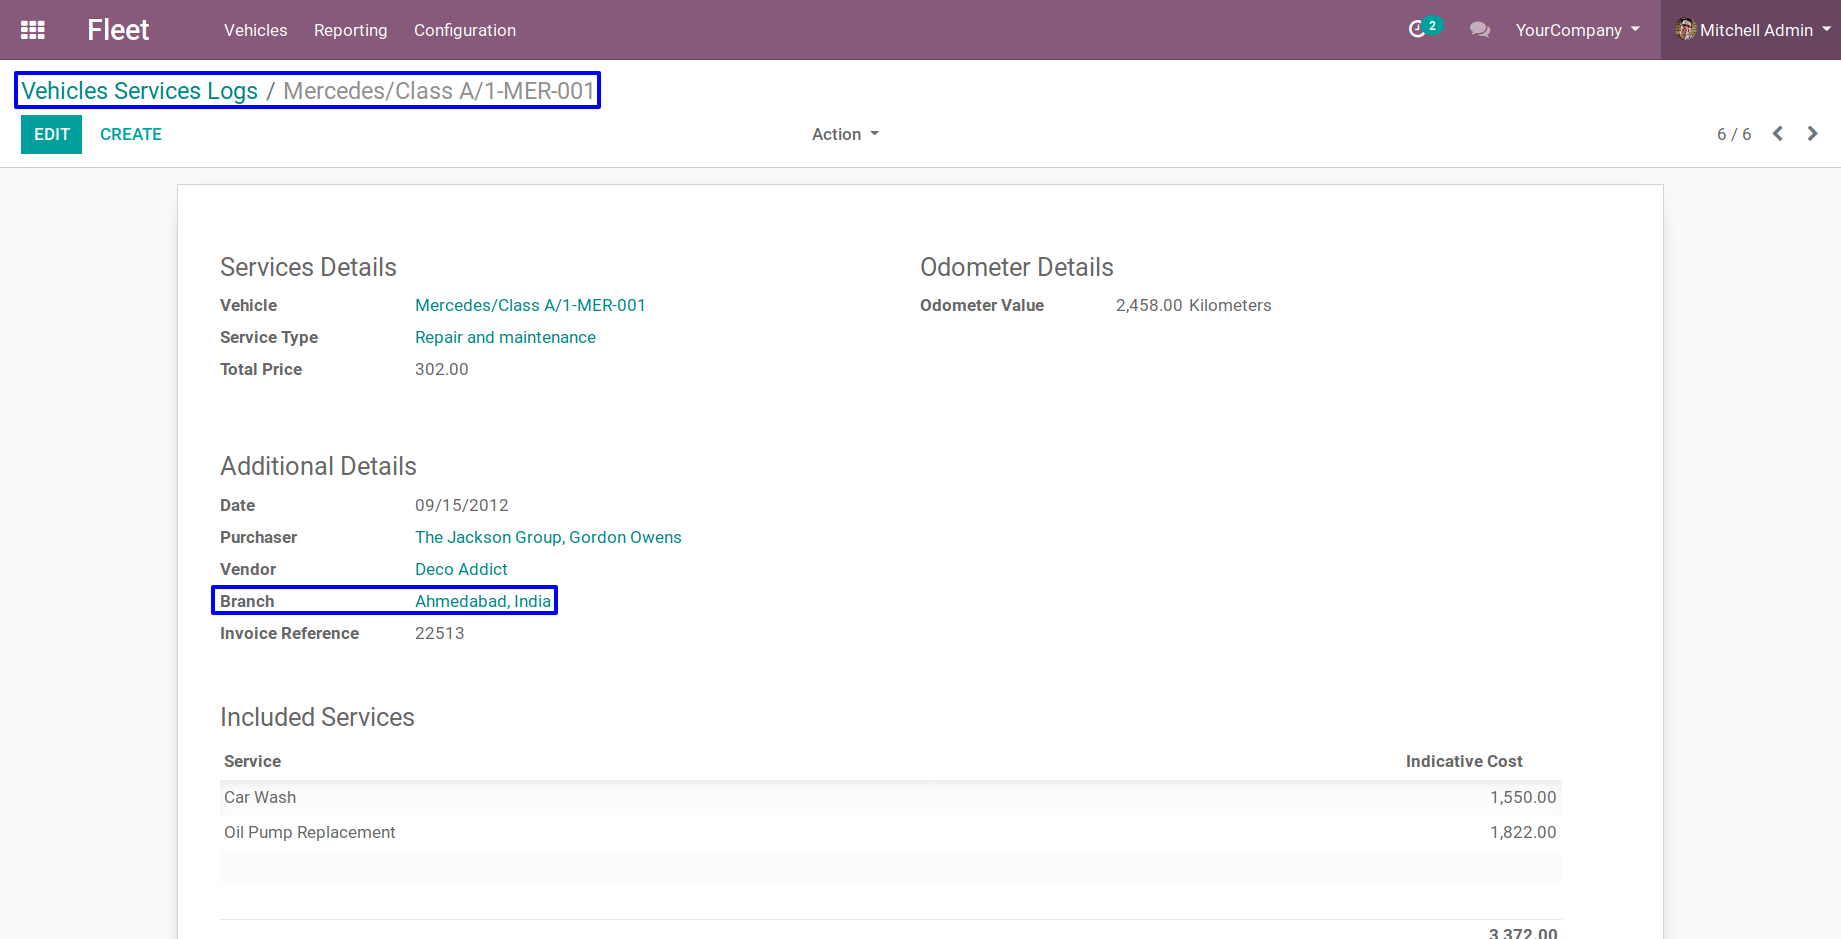 Fleet Vehicles Reporting Configuration 2 YourCompany Mitchell Admin
Vehicles Services Logs / Mercedes/Class A/1-MER-001
EDIT CREATE Action 6 / 6
Services Details
Vehicle Mercedes/Class A/1-MER-001
Service Type Repair and maintenance
Total Price 302.00
Odometer Details
Odometer Value 2,458.00 Kilometers
Additional Details
Date 09/15/2012
Purchaser The Jackson Group, Gordon Owens
Vendor Deco Addict
Branch Ahmedabad, India
Invoice Reference 22513
Included Services
Service Indicative Cost
Car Wash 1,550.00
Oil Pump Replacement 1,822.00
3,372.00